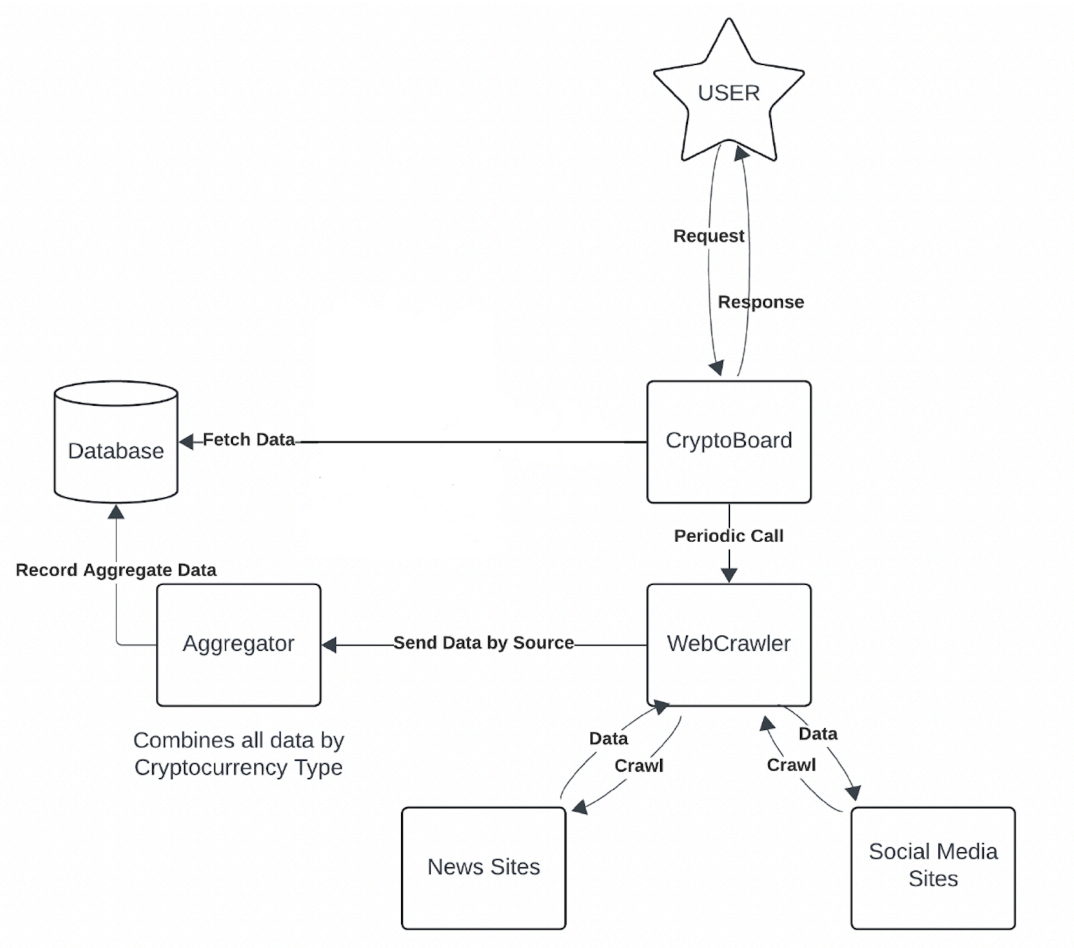 USER
Request
Response
Database
Fetch Data
CryptoBoard
Periodic Call
Record Aggregate Data
Aggregator
Send Data by Source
WebCrawler
Combines all data by
Cryptocurrency Type
Data
Crawl
Data
Crawl
News Sites
Social Media
Sites